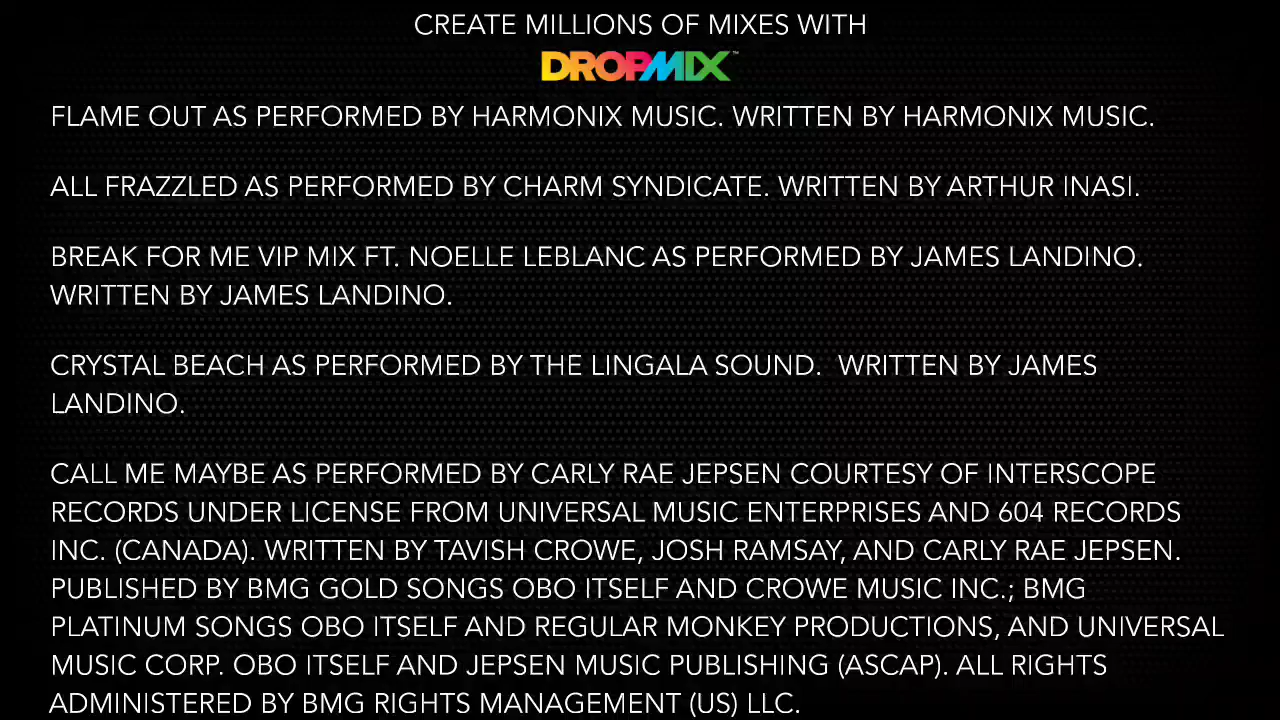 CREATE MILLIONS OF MIXES WITH
DROPMIX™
FLAME OUT AS PERFORMED BY HARMONIX MUSIC. WRITTEN BY HARMONIX MUSIC.
ALL FRAZZLED AS PERFORMED BY CHARM SYNDICATE. WRITTEN BY ARTHUR INASI.
BREAK FOR ME VIP MIX FT. NOELLE LEBLANC AS PERFORMED BY JAMES LANDINO.
WRITTEN BY JAMES LANDINO.
CRYSTAL BEACH AS PERFORMED BY THE LINGALA SOUND.  WRITTEN BY JAMES
LANDINO.
CALL ME MAYBE AS PERFORMED BY CARLY RAE JEPSEN COURTESY OF INTERSCOPE
RECORDS UNDER LICENSE FROM UNIVERSAL MUSIC ENTERPRISES AND 604 RECORDS
INC. (CANADA). WRITTEN BY TAVISH CROWE, JOSH RAMSAY, AND CARLY RAE JEPSEN.
PUBLISHED BY BMG GOLD SONGS OBO ITSELF AND CROWE MUSIC INC.; BMG
PLATINUM SONGS OBO ITSELF AND REGULAR MONKEY PRODUCTIONS, AND UNIVERSAL
MUSIC CORP. OBO ITSELF AND JEPSEN MUSIC PUBLISHING (ASCAP). ALL RIGHTS
ADMINISTERED BY BMG RIGHTS MANAGEMENT (US) LLC.